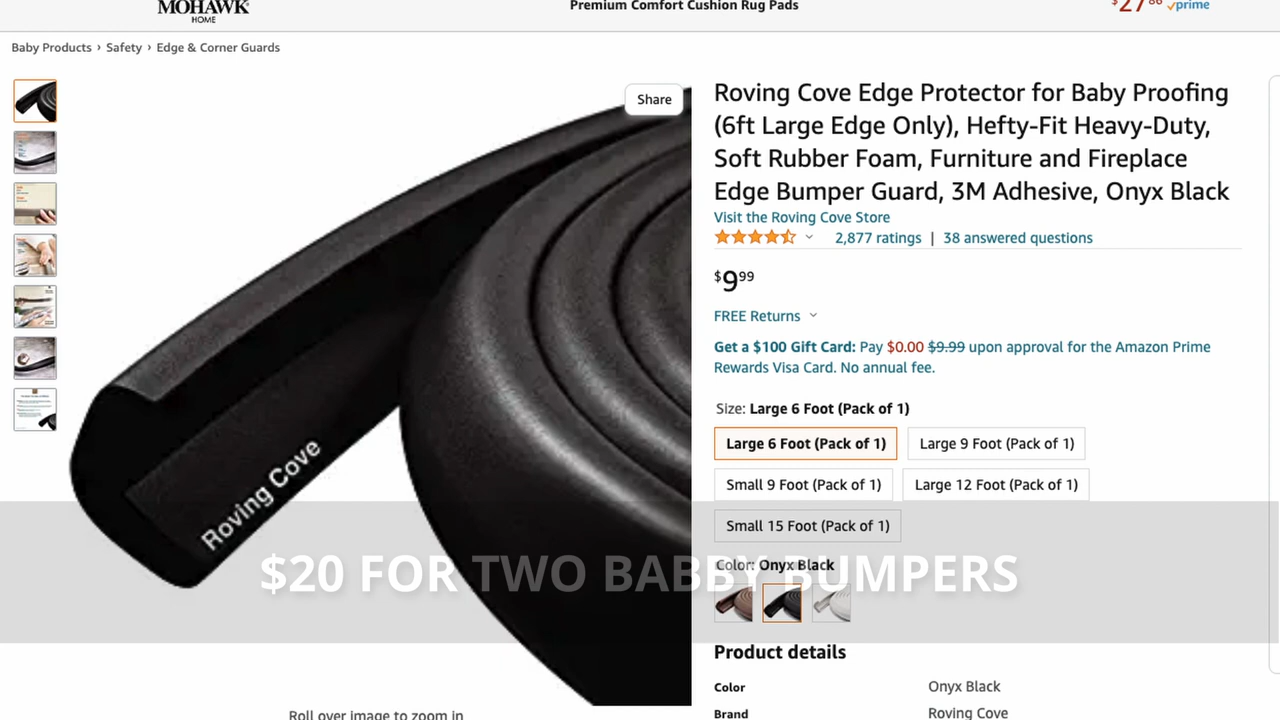 MOHAWK
HOME
Premium Comfort Cushion Rug Pads
$27 86 prime
Baby Products › Safety › Edge & Corner Guards
Share
Roving Cove Edge Protector for Baby Proofing
(6ft Large Edge Only), Hefty-Fit Heavy-Duty,
Soft Rubber Foam, Furniture and Fireplace
Edge Bumper Guard, 3M Adhesive, Onyx Black
Visit the Roving Cove Store
2,877 ratings | 38 answered questions
$9 99
FREE Returns
Get a $100 Gift Card: Pay $0.00 $9.99 upon approval for the Amazon Prime
Rewards Visa Card. No annual fee.
Size: Large 6 Foot (Pack of 1)
Large 6 Foot (Pack of 1) Large 9 Foot (Pack of 1)
Small 9 Foot (Pack of 1) Large 12 Foot (Pack of 1)
Small 15 Foot (Pack of 1)
Roving Cove
$20 FOR TWO BABBY BUMPERS
Color: Onyx Black
Product details
Color Onyx Black
Brand Roving Cove
Roll over image to zoom in